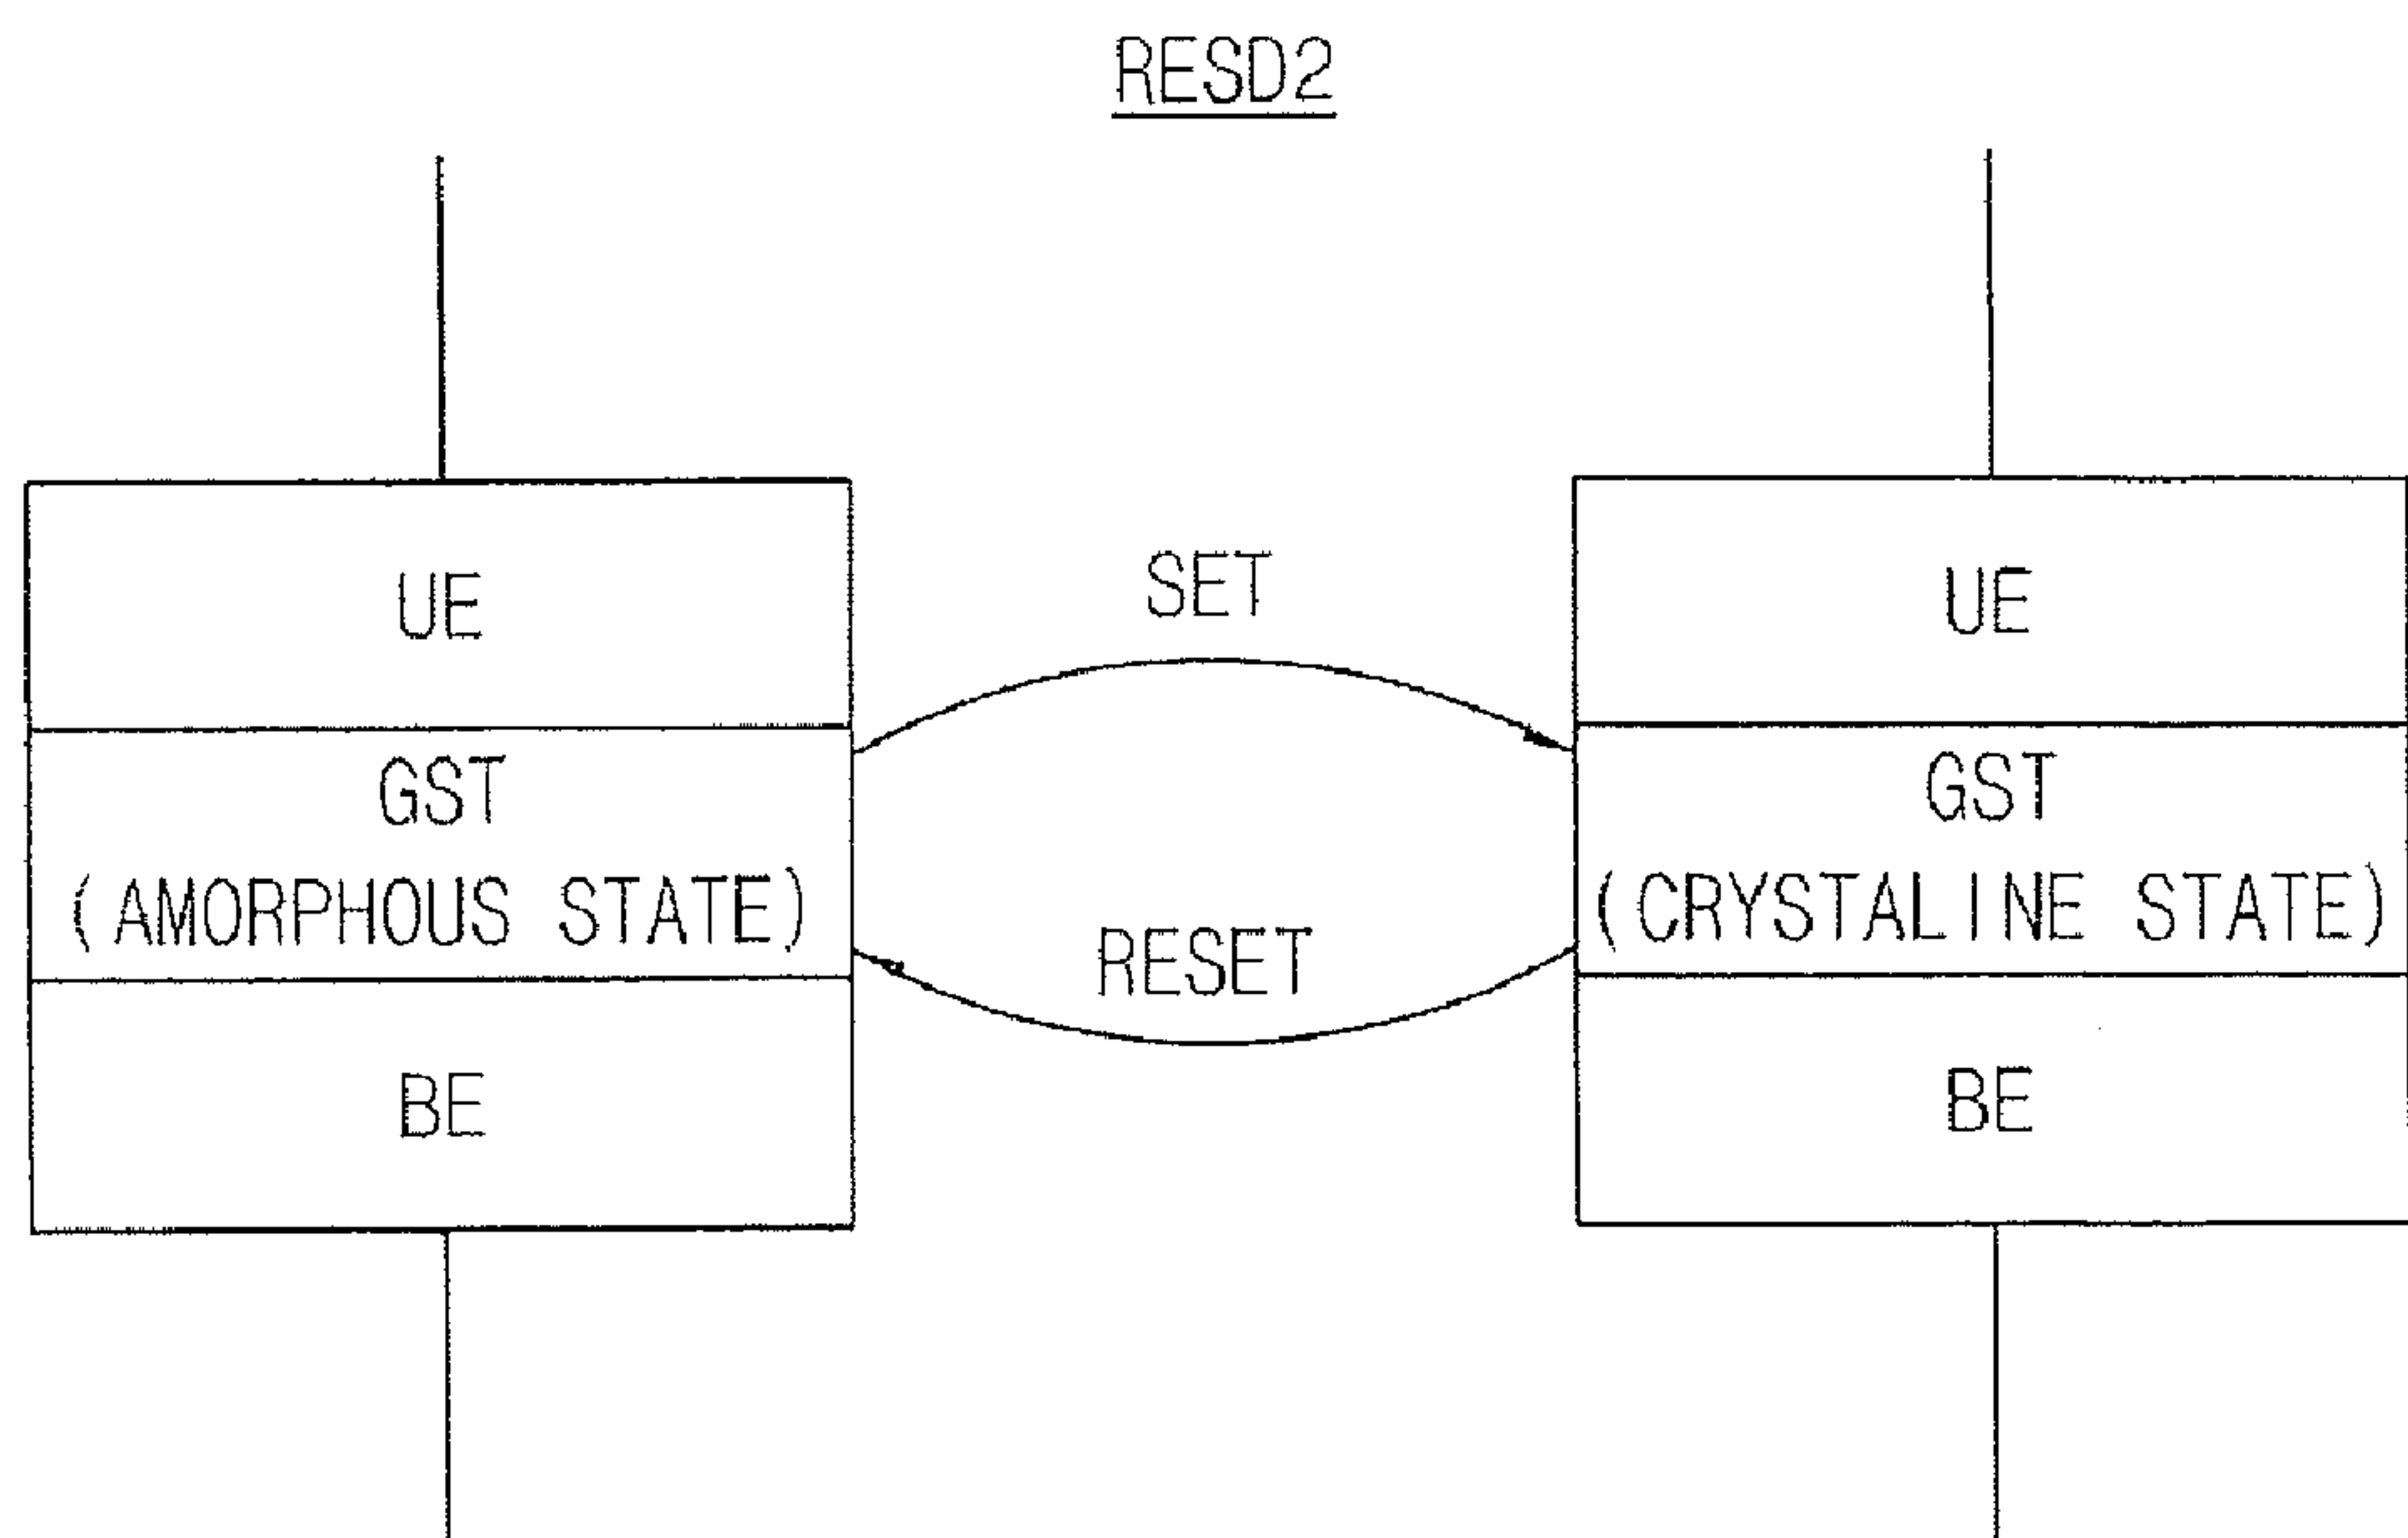 RESD2
UE
SET
UE
GST
(AMORPHOUS STATE)
GST
(CRYSTALINE STATE)
RESET
BE
BE